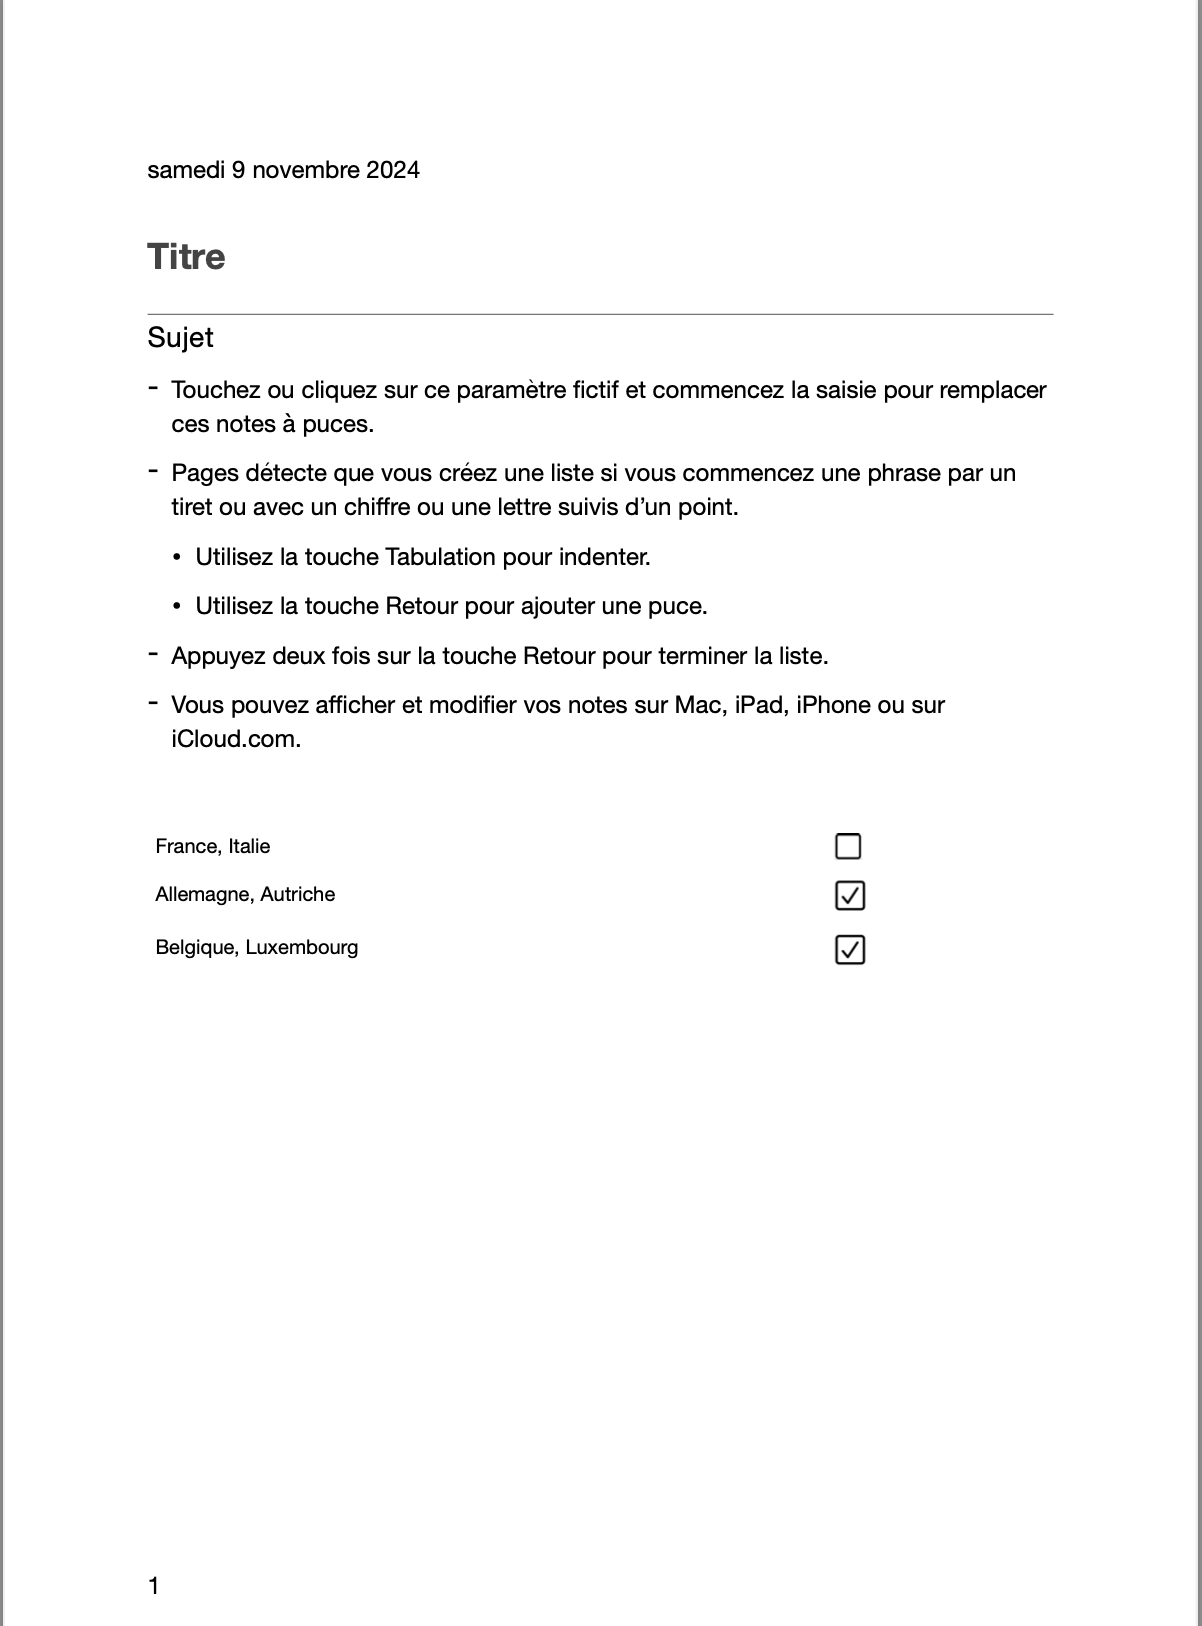 samedi 9 novembre 2024
Titre
Sujet
- Touchez ou cliquez sur ce paramètre fictif et commencez la saisie pour remplacer
ces notes à puces.
- Pages détecte que vous créez une liste si vous commencez une phrase par un
tiret ou avec un chiffre ou une lettre suivis d’un point.
• Utilisez la touche Tabulation pour indenter.
• Utilisez la touche Retour pour ajouter une puce.
- Appuyez deux fois sur la touche Retour pour terminer la liste.
- Vous pouvez afficher et modifier vos notes sur Mac, iPad, iPhone ou sur
iCloud.com.
France, Italie ☐
Allemagne, Autriche ☑
Belgique, Luxembourg ☑
1